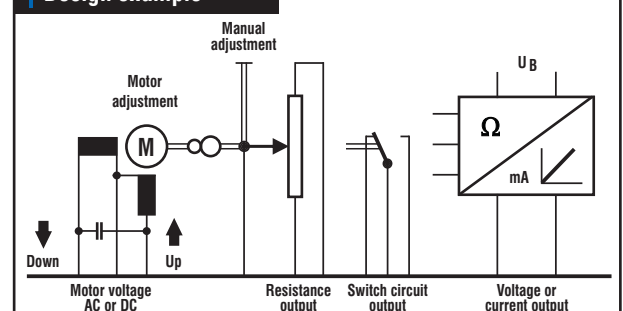 Design example
Manual
adjustment
Motor
adjustment
M
UB
Ω
mA
Down
Up
Motor voltage
AC or DC
Resistance
output
Switch circuit
output
Voltage or
current output